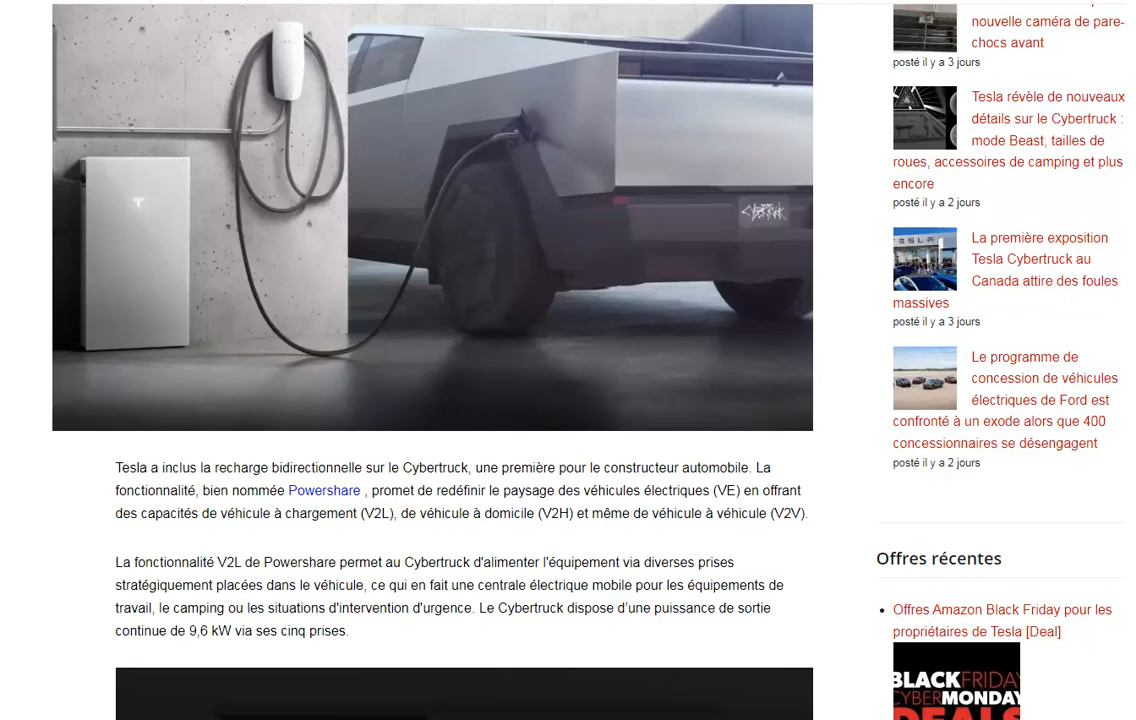 Tesla a inclus la recharge bidirectionnelle sur le Cybertruck, une première pour le constructeur automobile. La
fonctionnalité, bien nommée Powershare , promet de redéfinir le paysage des véhicules électriques (VE) en offrant
des capacités de véhicule à chargement (V2L), de véhicule à domicile (V2H) et même de véhicule à véhicule (V2V).
La fonctionnalité V2L de Powershare permet au Cybertruck d'alimenter l'équipement via diverses prises
stratégiquement placées dans le véhicule, ce qui en fait une centrale électrique mobile pour les équipements de
travail, le camping ou les situations d'intervention d'urgence. Le Cybertruck dispose d'une puissance de sortie
continue de 9,6 kW via ses cinq prises.
nouvelle caméra de pare-
chocs avant
posté il y a 3 jours
Tesla révèle de nouveaux
détails sur le Cybertruck :
mode Beast, tailles de
roues, accessoires de camping et plus
encore
posté il y a 2 jours
TESLA
La première exposition
Tesla Cybertruck au
Canada attire des foules
massives
posté il y a 3 jours
Le programme de
concession de véhicules
électriques de Ford est
confronté à un exode alors que 400
concessionnaires se désengagent
posté il y a 2 jours
Offres récentes
Offres Amazon Black Friday pour les
propriétaires de Tesla [Deal]
BLACKFRIDAY
CYBERMONDAY
DEALS